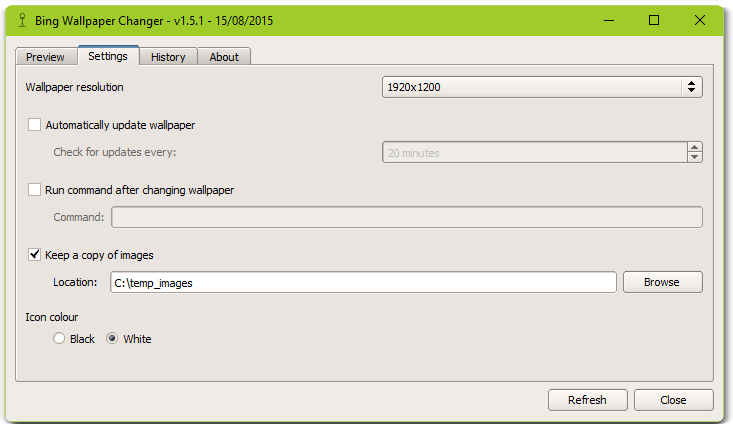 Bing Wallpaper Changer - v1.5.1 - 15/08/2015
Preview Settings History About
Wallpaper resolution 1920x1200
Automatically update wallpaper
Check for updates every: 20 minutes
Run command after changing wallpaper
Command:
Keep a copy of images
Location: C:\temp_images Browse
Icon colour
Black White
Refresh Close